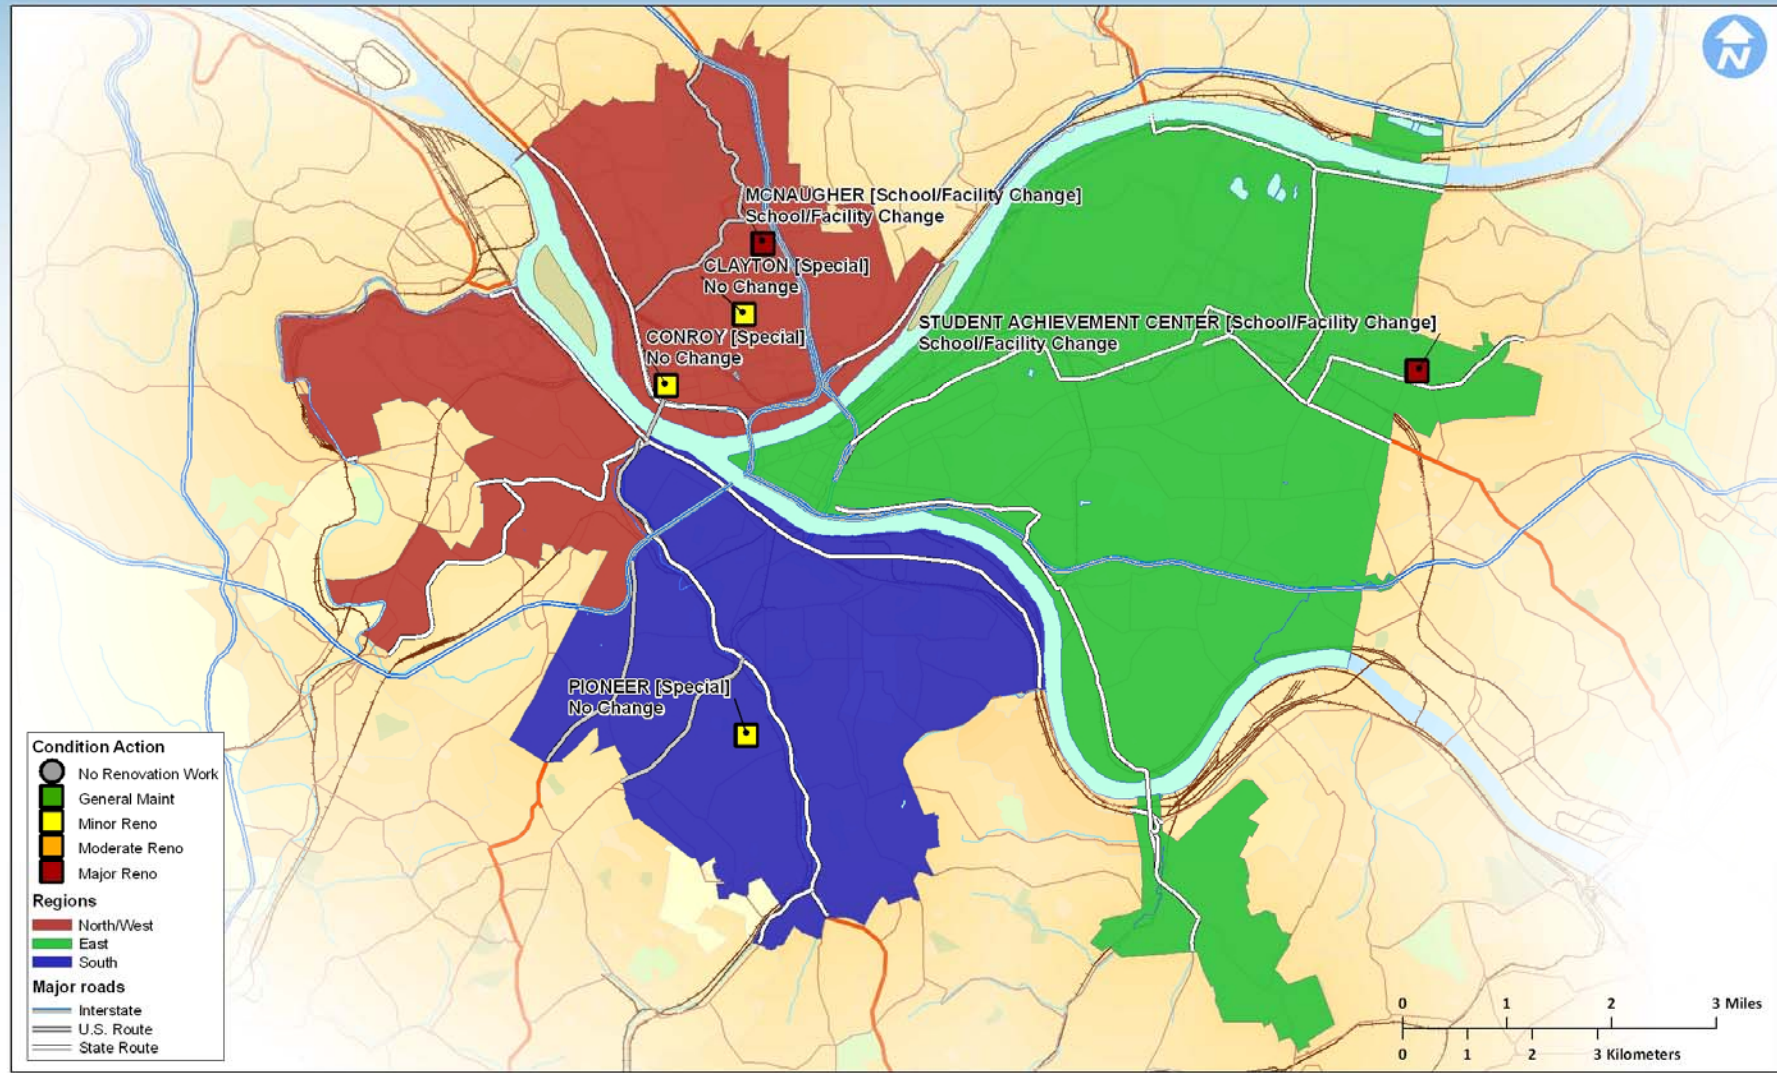 N
MCNAUGHER [School/Facility Change]
School/Facility Change
CLAYTON [Special]
No Change
CONROY [Special]
No Change
STUDENT ACHIEVEMENT CENTER [School/Facility Change]
School/Facility Change
PIONEER [Special]
No Change
Condition Action
No Renovation Work
General Maint
Minor Reno
Moderate Reno
Major Reno
Regions
North/West
East
South
Major roads
Interstate
U.S. Route
State Route
0 1 2 3 Miles
0 1 2 3 Kilometers